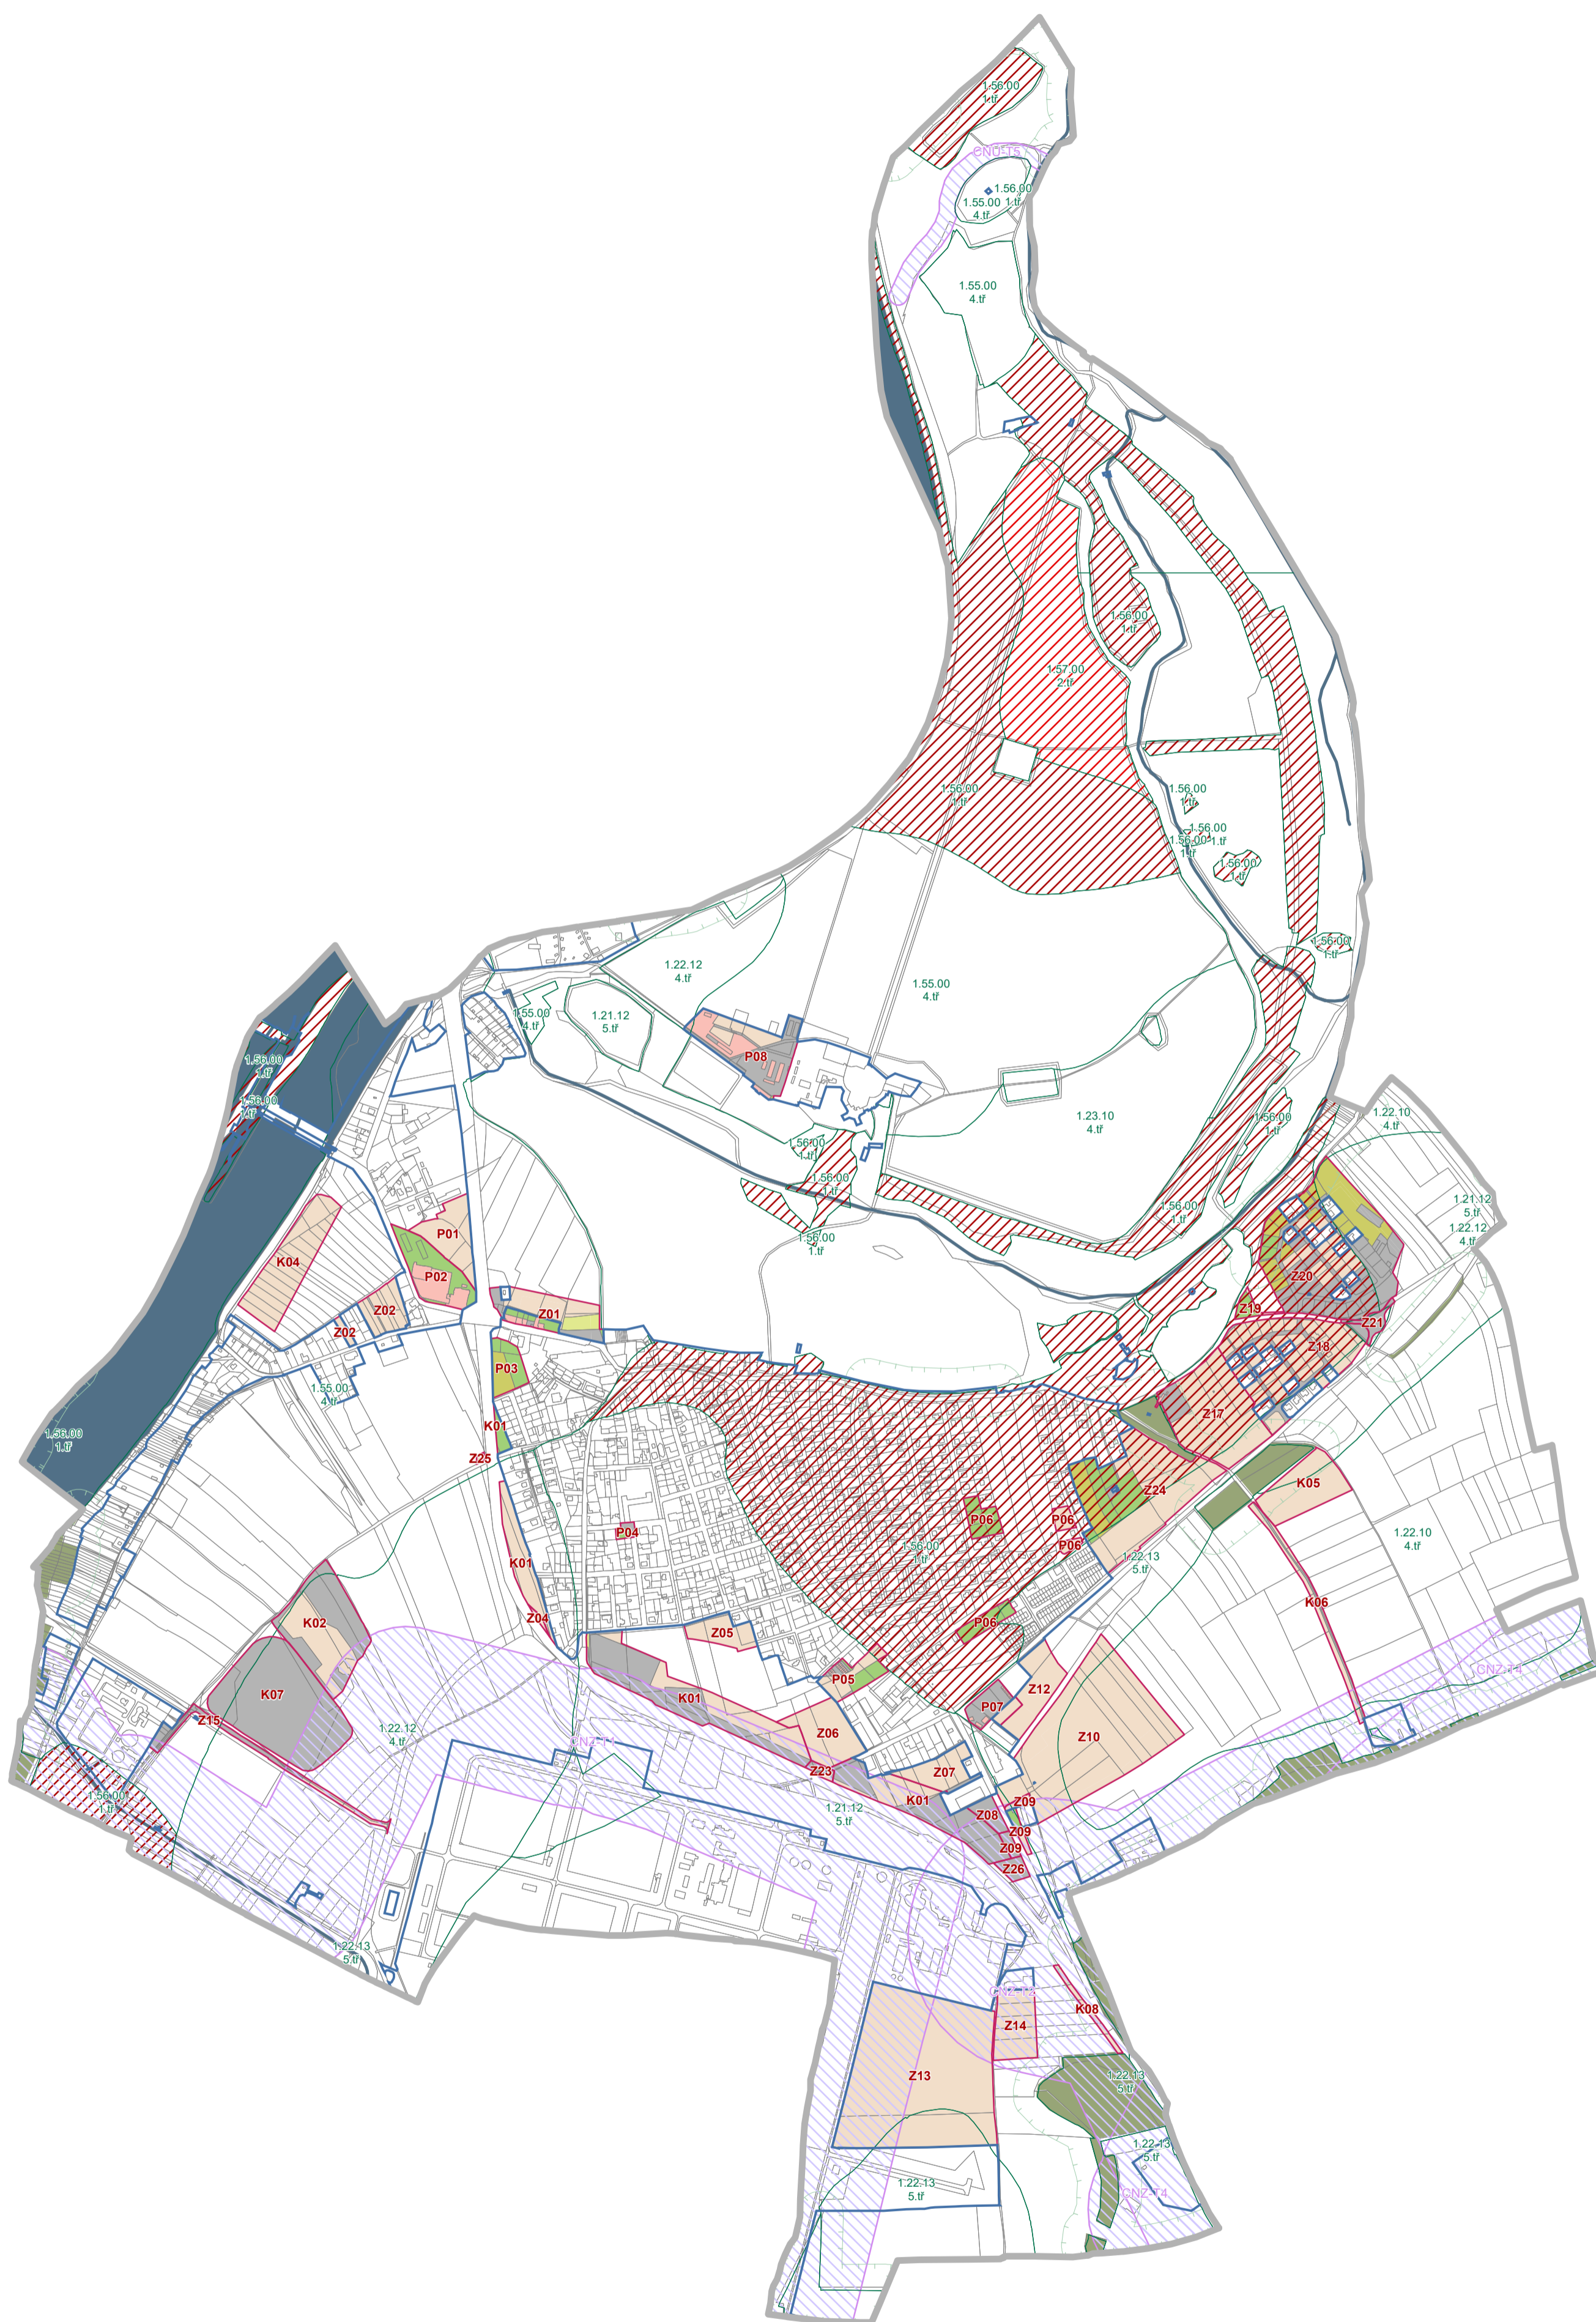 1.56.00
1.tř
CNÚ-T5
1.56.00
1.tř
1.55.00
4.tř
1.55.00
4.tř
1.56.00
1.tř
1.57.00
2.tř
1.56.00
1.tř
1.56.00
1.tř
1.56.00
1.tř
1.56.00
1.tř
1.56.00
1.tř
1.56.00
1.tř
1.22.12
4.tř
1.55.00
4.tř
1.55.00
4.tř
1.21.12
5.tř
P08
1.56.00
1.tř
1.56.00
1.tř
1.23.10
4.tř
1.56.00
1.tř
1.22.10
4.tř
1.56.00
1.tř
1.56.00
1.tř
1.56.00
1.tř
1.56.00
1.tř
1.21.12
5.tř
1.22.12
4.tř
P01
K04
P02
Z02
Z02
Z01
Z20
Z19
Z21
Z18
P03
1.55.00
4.tř
K01
Z17
1.56.00
1.tř
Z25
Z24
K05
P04
P06
P06
P06
1.56.00
1.tř
1.22.13
5.tř
1.22.10
4.tř
K01
K06
Z04
K02
Z05
P06
CNZ-T4
P05
K07
K01
Z12
P07
Z15
1.22.12
4.tř
CNZ-T1
Z06
Z10
Z23
Z07
1.56.00
1.tř
K01
Z09
1.21.12
5.tř
Z08
Z09
Z09
Z26
1.22.13
5.tř
CNZ-T2
K08
Z14
Z13
1.22.13
5.tř
1.22.13
5.tř
1.22.13
5.tř
CNZ-T4